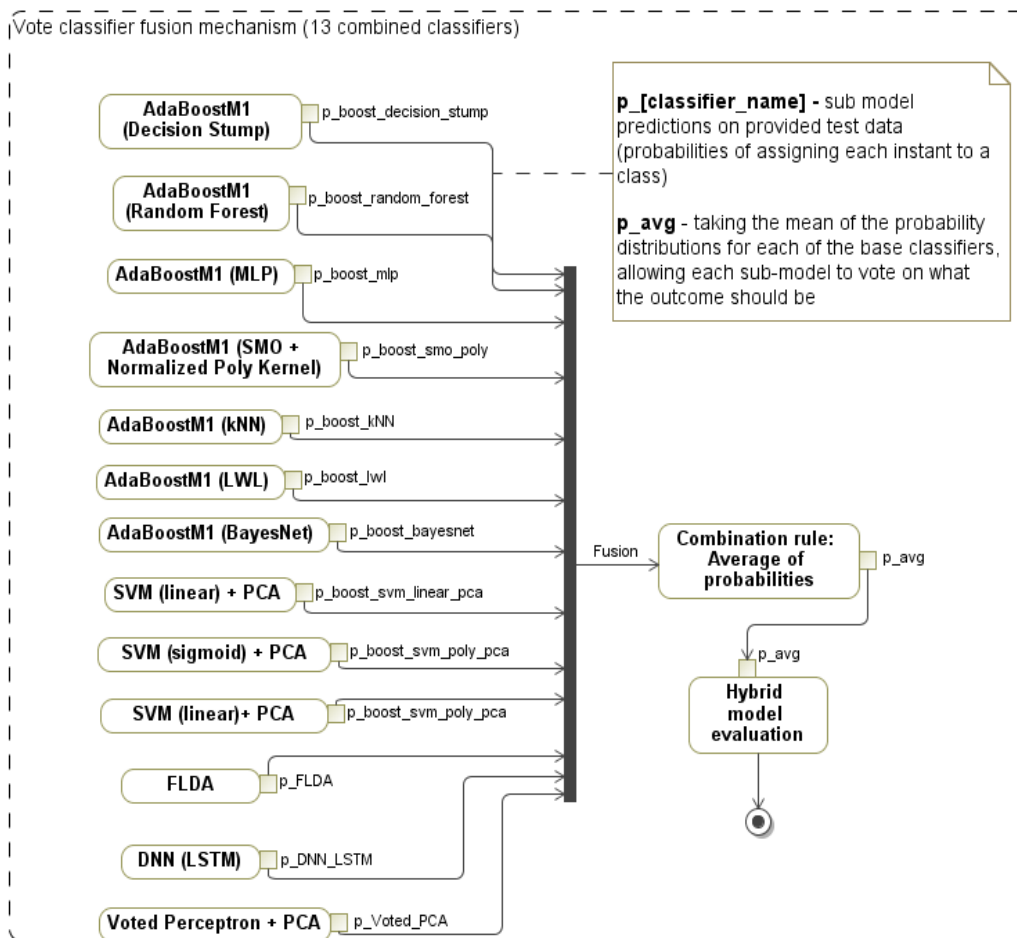 Vote classifier fusion mechanism (13 combined classifiers)
AdaBoostM1
(Decision Stump)
p_boost_decision_stump
p_[classifier_name] - sub model
predictions on provided test data
(probabilities of assigning each instant to a
class)
p_avg - taking the mean of the probability
distributions for each of the base classifiers,
allowing each sub-model to vote on what
the outcome should be
AdaBoostM1
(Random Forest)
p_boost_random_forest
AdaBoostM1 (MLP)
p_boost_mlp
AdaBoostM1 (SMO +
Normalized Poly Kernel)
p_boost_smo_poly
AdaBoostM1 (kNN)
p_boost_kNN
AdaBoostM1 (LWL)
p_boost_lwl
AdaBoostM1 (BayesNet)
p_boost_bayesnet
SVM (linear) + PCA
p_boost_svm_linear_pca
SVM (sigmoid) + PCA
p_boost_svm_poly_pca
SVM (linear)+ PCA
p_boost_svm_poly_pca
FLDA
p_FLDA
DNN (LSTM)
p_DNN_LSTM
Voted Perceptron + PCA
p_Voted_PCA
Fusion
Combination rule:
Average of
probabilities
p_avg
p_avg
Hybrid
model
evaluation